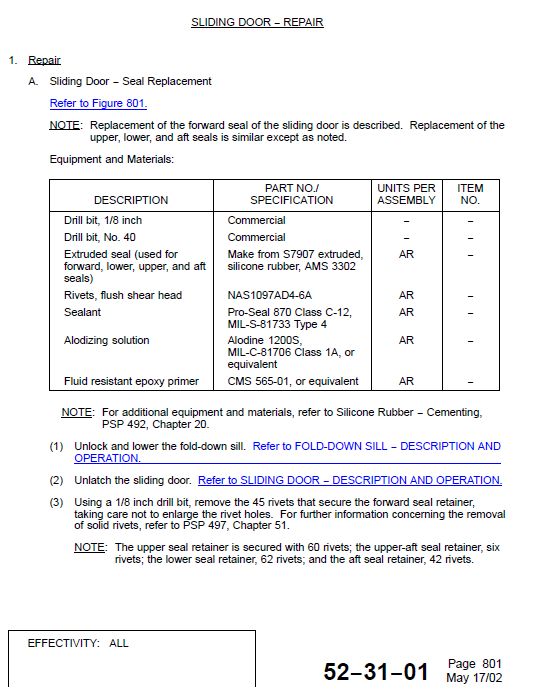 SLIDING DOOR – REPAIR
1. Repair
A. Sliding Door – Seal Replacement
Refer to Figure 801.
NOTE: Replacement of the forward seal of the sliding door is described. Replacement of the
upper, lower, and aft seals is similar except as noted.
Equipment and Materials:
DESCRIPTION PART NO./ SPECIFICATION UNITS PER ASSEMBLY ITEM NO.
Drill bit, 1/8 inch Commercial – –
Drill bit, No. 40 Commercial – –
Extruded seal (used for Make from S7907 extruded, AR –
forward, lower, upper, and aft silicone rubber, AMS 3302
seals)
Rivets, flush shear head NAS1097AD4-6A AR –
Sealant Pro-Seal 870 Class C-12, AR –
MIL-S-81733 Type 4
Alodizing solution Alodine 1200S, AR –
MIL-C-81706 Class 1A, or
equivalent
Fluid resistant epoxy primer CMS 565-01, or equivalent AR –
NOTE: For additional equipment and materials, refer to Silicone Rubber – Cementing,
PSP 492, Chapter 20.
(1) Unlock and lower the fold-down sill. Refer to FOLD-DOWN SILL – DESCRIPTION AND
OPERATION.
(2) Unlatch the sliding door. Refer to SLIDING DOOR – DESCRIPTION AND OPERATION.
(3) Using a 1/8 inch drill bit, remove the 45 rivets that secure the forward seal retainer,
taking care not to enlarge the rivet holes. For further information concerning the removal
of solid rivets, refer to PSP 497, Chapter 51.
NOTE: The upper seal retainer is secured with 60 rivets; the upper-aft seal retainer, six
rivets; the lower seal retainer, 62 rivets; and the aft seal retainer, 42 rivets.
EFFECTIVITY: ALL
52–31–01
Page 801
May 17/02